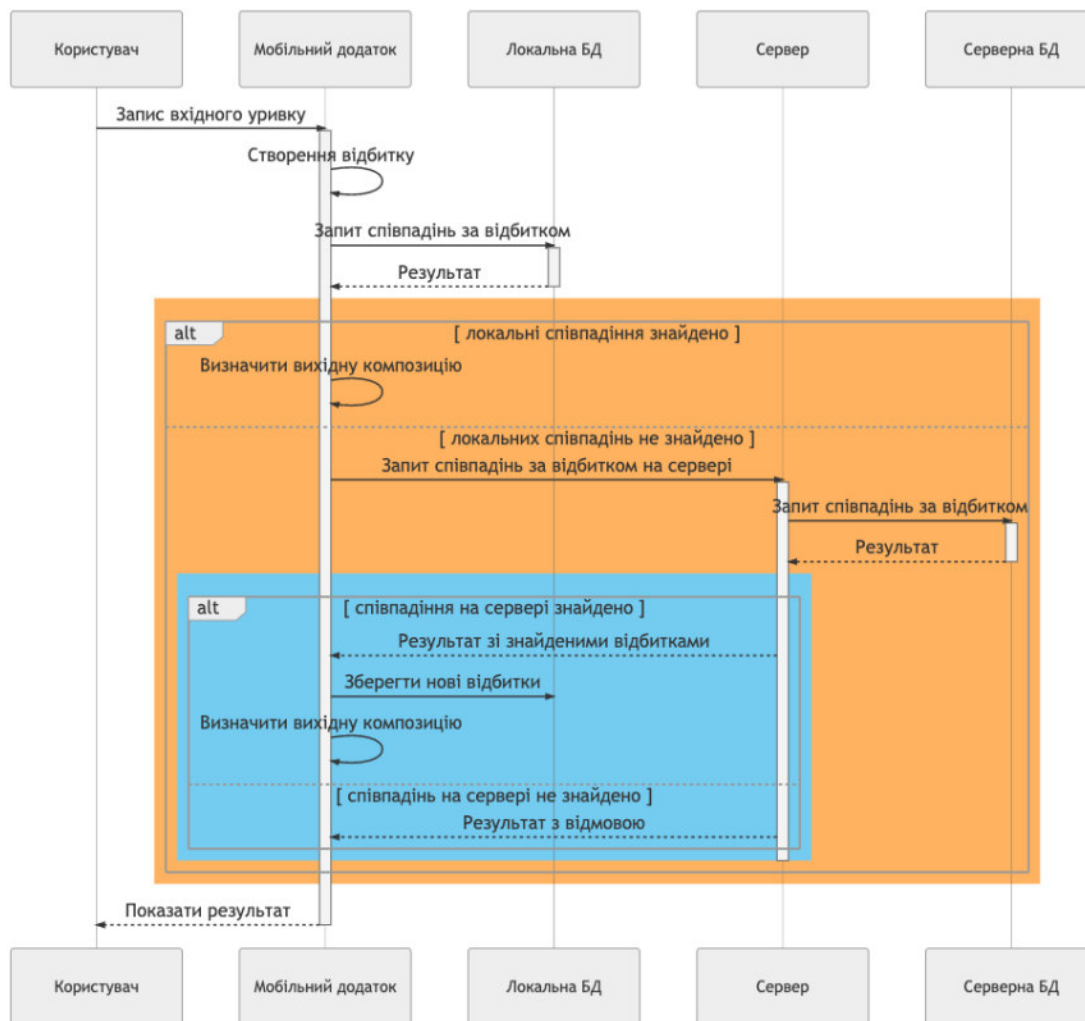 Користувач
Мобільний додаток
Локальна БД
Сервер
Серверна БД
Запис вхідного уривку
Створення відбитку
Запит співпадінь за відбитком
Результат
alt
[ локальні співпадіння знайдено ]
Визначити вихідну композицію
[ локальних співпадінь не знайдено ]
Запит співпадінь за відбитком на сервері
Запит співпадінь за відбитком
Результат
alt
[ співпадіння на сервері знайдено ]
Результат зі знайденими відбитками
Зберегти нові відбитки
Визначити вихідну композицію
[ співпадінь на сервері не знайдено ]
Результат з відмовою
Показати результат
Користувач
Мобільний додаток
Локальна БД
Сервер
Серверна БД